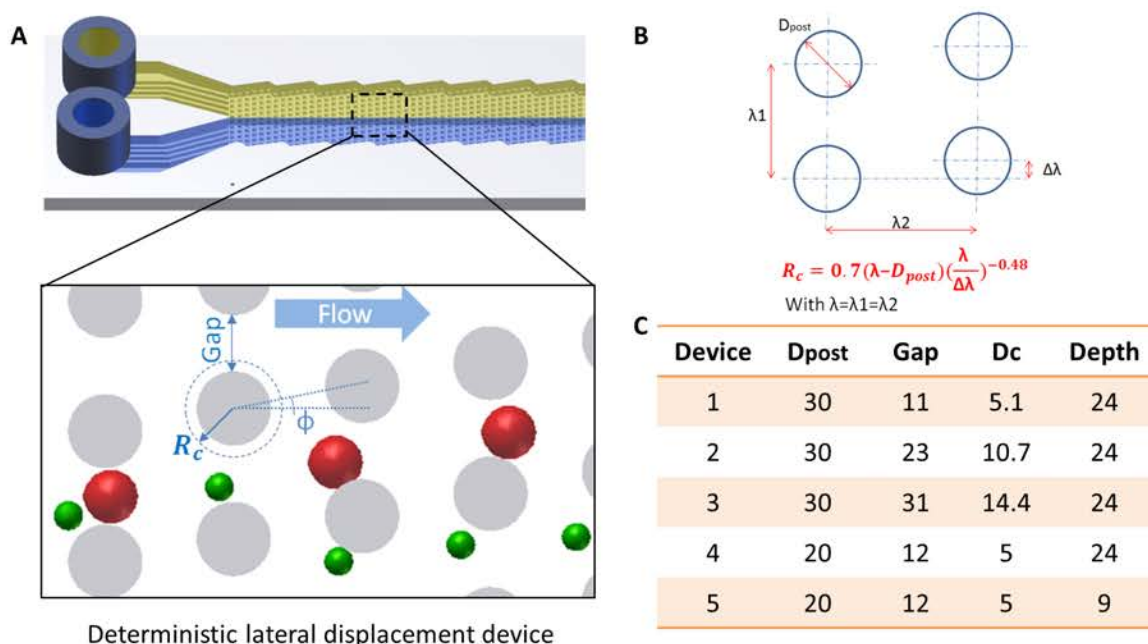 A
Flow
Gap
ϕ
R_c
Deterministic lateral displacement device
B
D_post
λ1
Δλ
λ2
R_c = 0.7(λ−D_post)(λ/Δλ)^−0.48
With λ=λ1=λ2
C
Device Dpost Gap Dc Depth
1 30 11 5.1 24
2 30 23 10.7 24
3 30 31 14.4 24
4 20 12 5 24
5 20 12 5 9